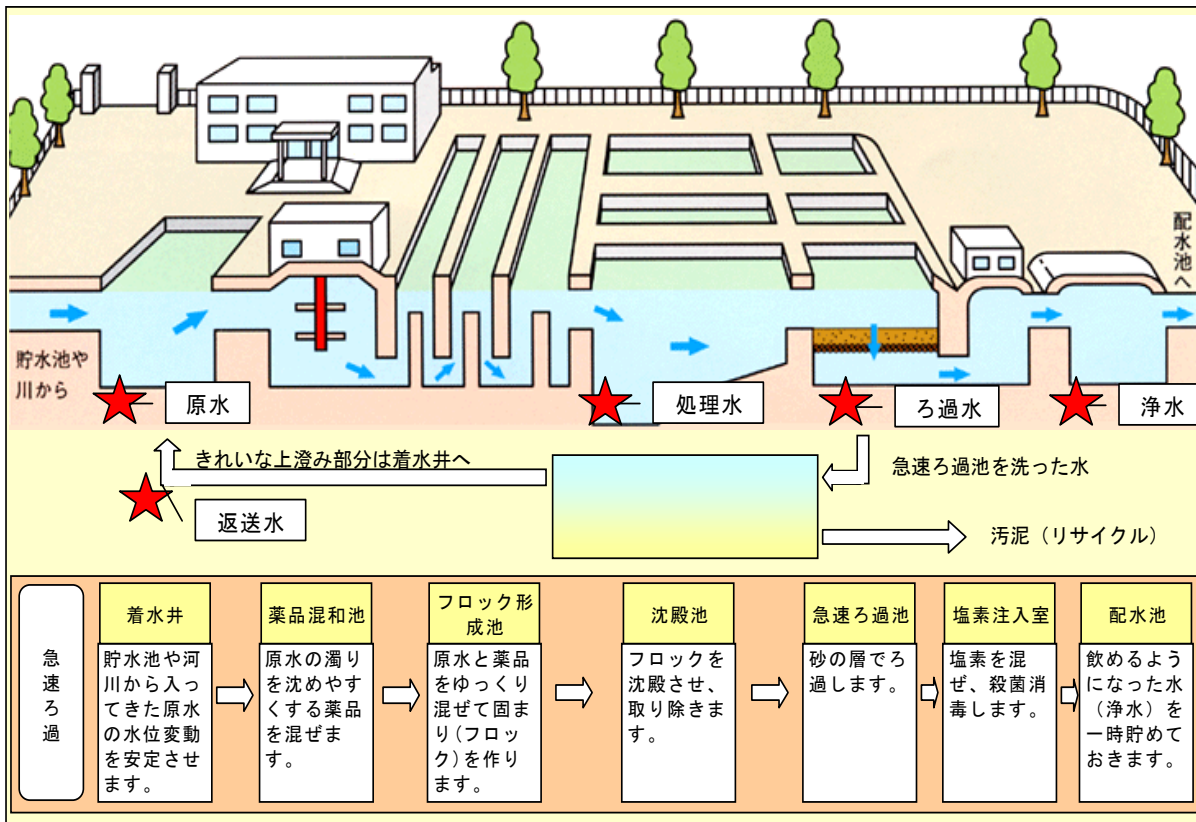 配水池へ
貯水池や
川から
原水
処理水
ろ過水
浄水
きれいな上澄み部分は着水井へ
急速ろ過池を洗った水
返送水
汚泥（リサイクル）
急速ろ過
着水井
貯水池や河
川から入っ
てきた原水
の水位変動
を安定させ
ます。
薬品混和池
原水の濁り
を沈めやす
くする薬品
を混ぜま
す。
フロック形
成池
原水と薬品
をゆっくり
混ぜて固ま
り(フロッ
ク)を作り
ます。
沈殿池
フロックを
沈殿させ、
取り除きま
す。
急速ろ過池
砂の層でろ
過します。
塩素注入室
塩素を混
ぜ、殺菌消
毒します。
配水池
飲めるよう
になった水
（浄水）を
一時貯めて
おきます。